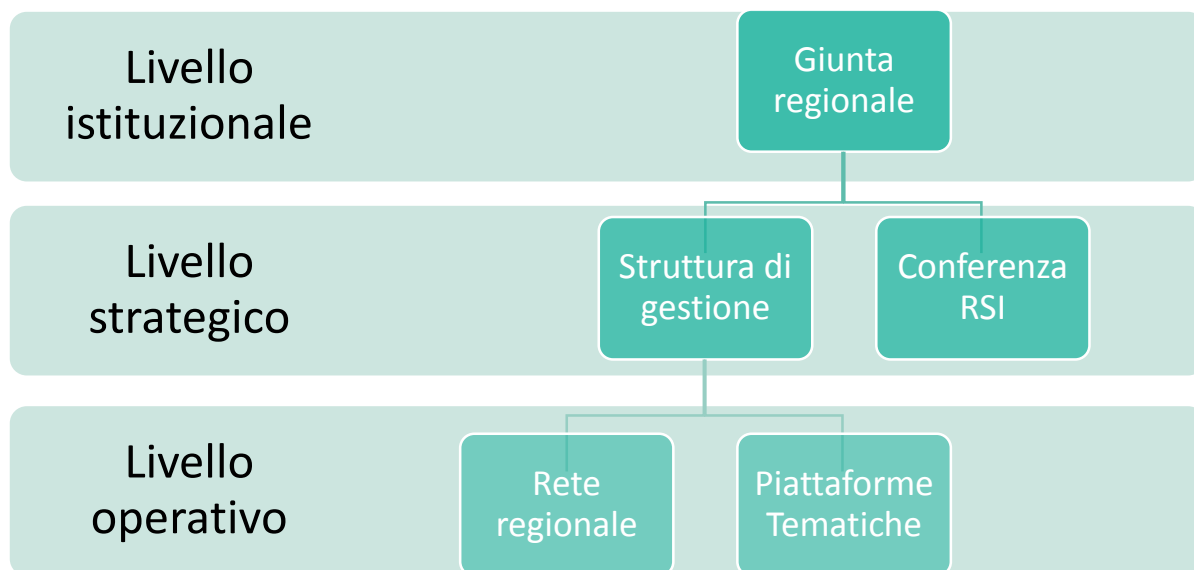 Livello
istituzionale
Giunta
regionale
Livello
strategico
Struttura di
gestione
Conferenza
RSI
Livello
operativo
Rete
regionale
Piattaforme
Tematiche